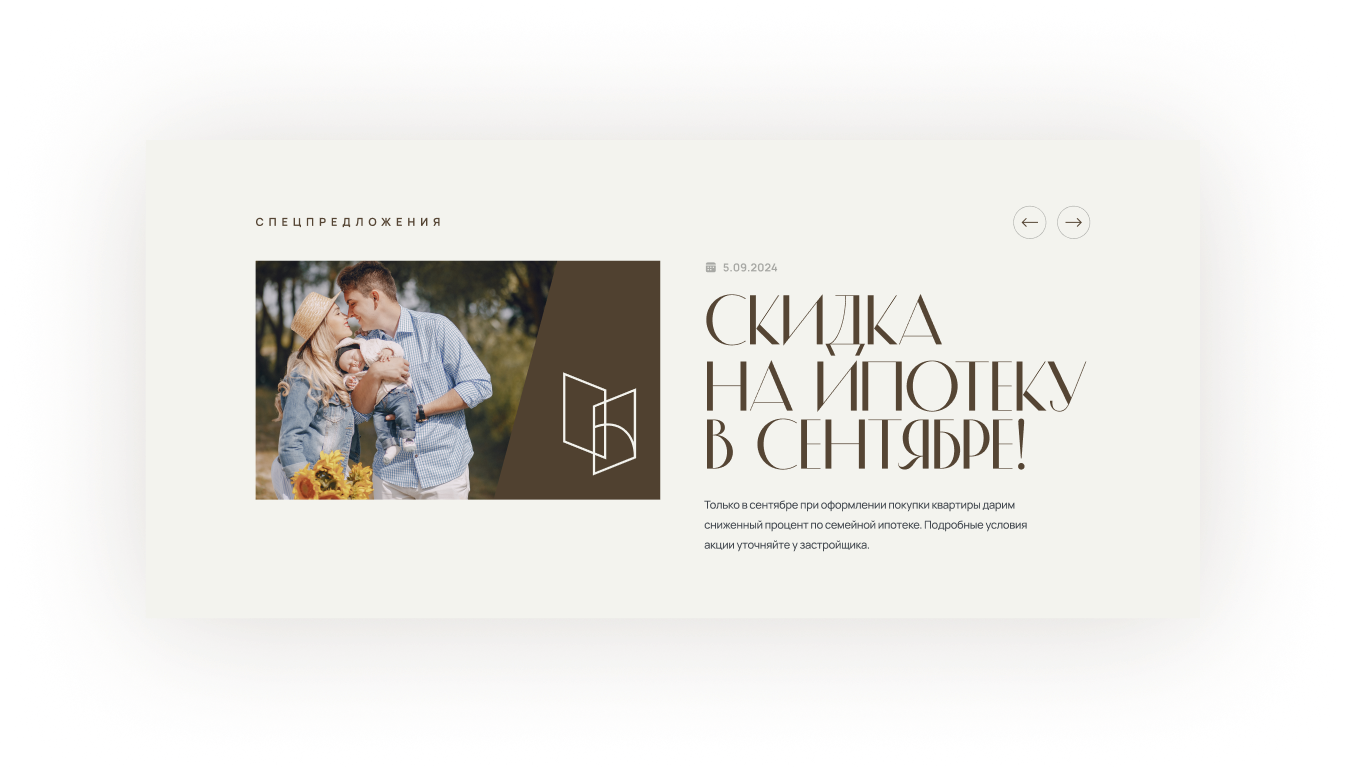 СПЕЦПРЕДЛОЖЕНИЯ
5.09.2024
СКИДКА
НА ИПОТЕКУ
В СЕНТЯБРЕ!
Только в сентябре при оформлении покупки квартиры дарим
сниженный процент по семейной ипотеке. Подробные условия
акции уточняйте у застройщика.